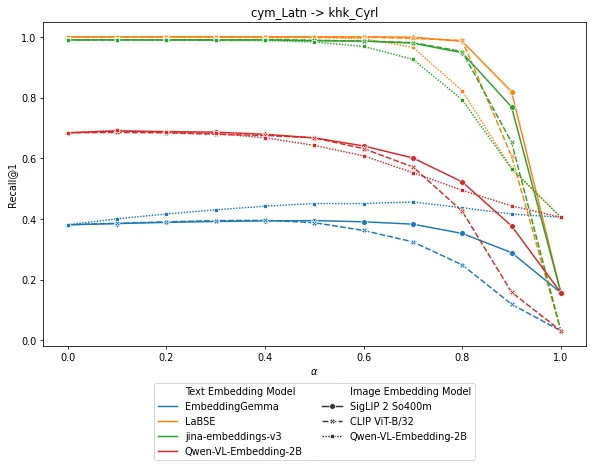 cym_Latn -> khk_Cyrl
Recall@1
1.0
0.8
0.6
0.4
0.2
0.0
0.0 0.2 0.4 0.6 0.8 1.0
α
Text Embedding Model Image Embedding Model
EmbeddingGemma SigLIP 2 So400m
LaBSE CLIP ViT-B/32
jina-embeddings-v3 Qwen-VL-Embedding-2B
Qwen-VL-Embedding-2B